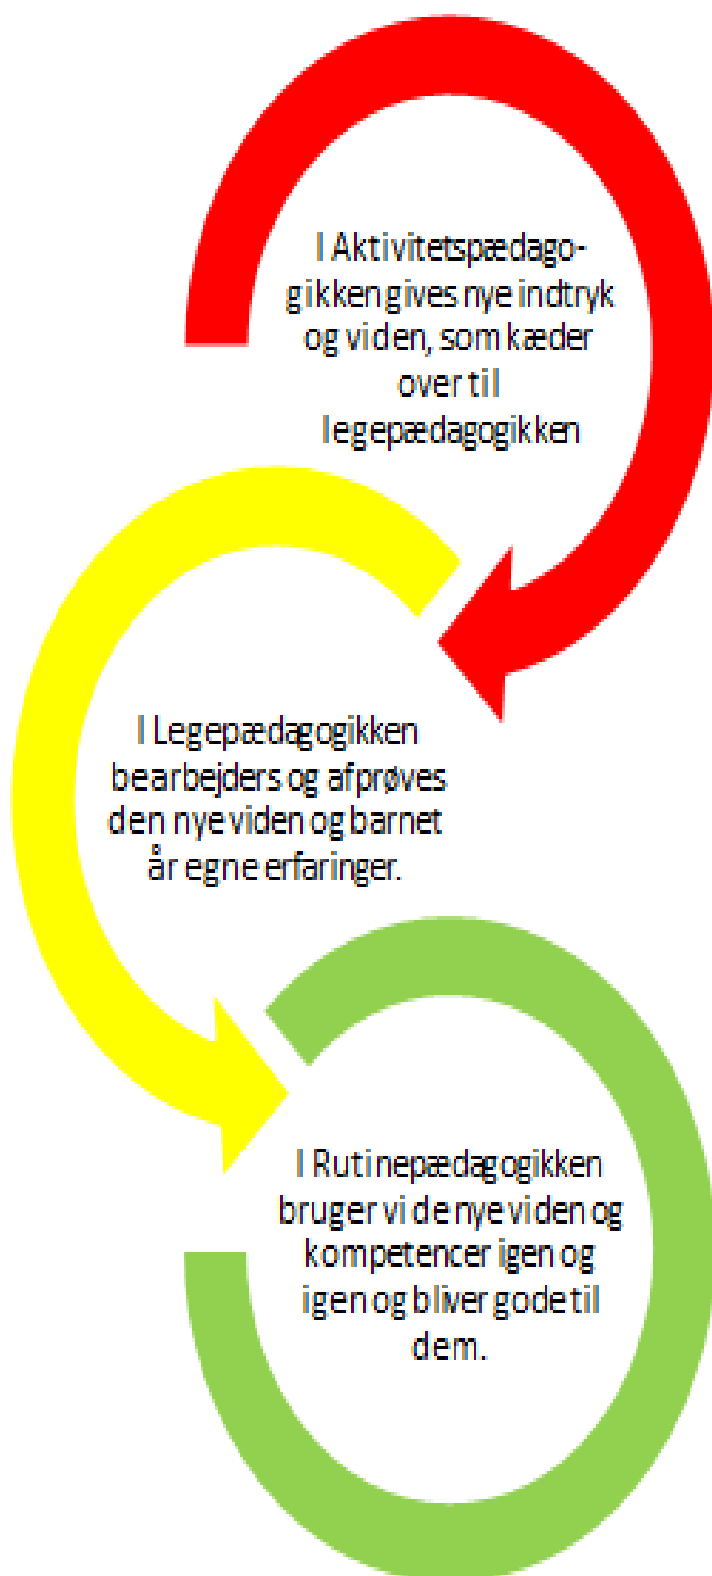 I Aktivitetspædago-
gikken gives nye indtryk
og viden, som kæder
over til
legepædagogikken
I Legepædagogikken
bearbejders og afprøves
den nye viden og barnet
år egne erfaringer.
I Rutinepædagogikken
bruger vi de nye viden og
kompetencer igen og
igen og bliver gode til
dem.